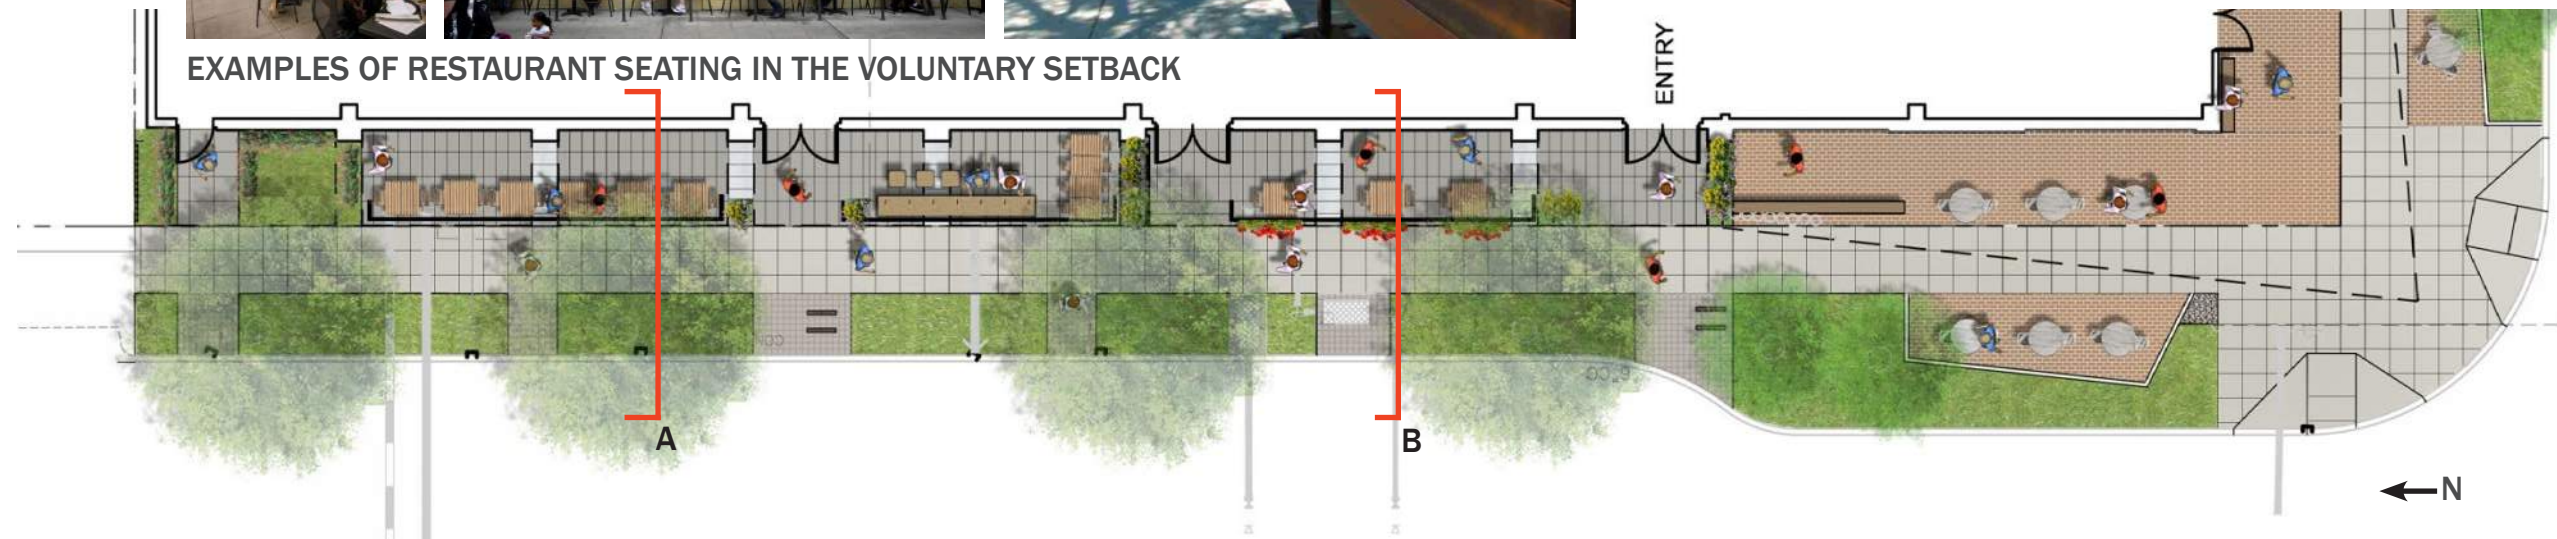 EXAMPLES OF RESTAURANT SEATING IN THE VOLUNTARY SETBACK
ENTRY
A
B
N